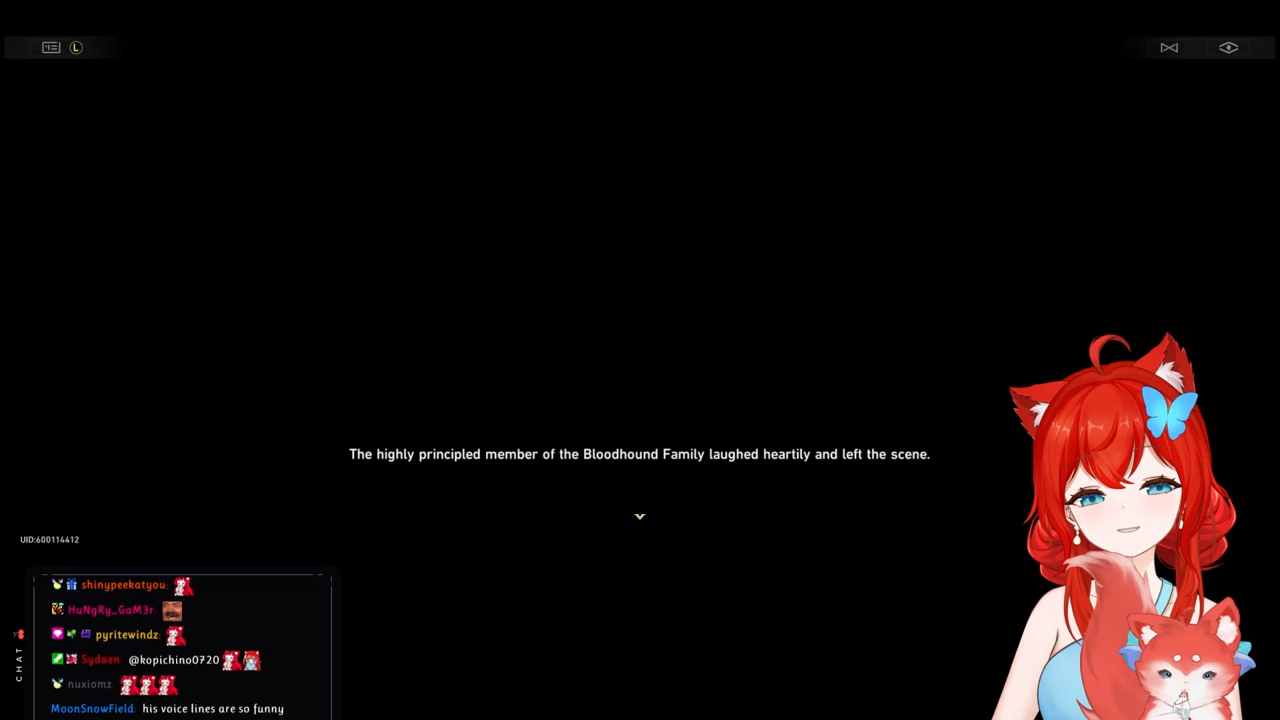 L
The highly principled member of the Bloodhound Family laughed heartily and left the scene.
UID:600114412
CHAT
shinypeekatyou:
HuNgRy_GaM3r:
pyritewindz:
Sydaen: @kopichino0720
nuxiomz:
MoonSnowField: his voice lines are so funny